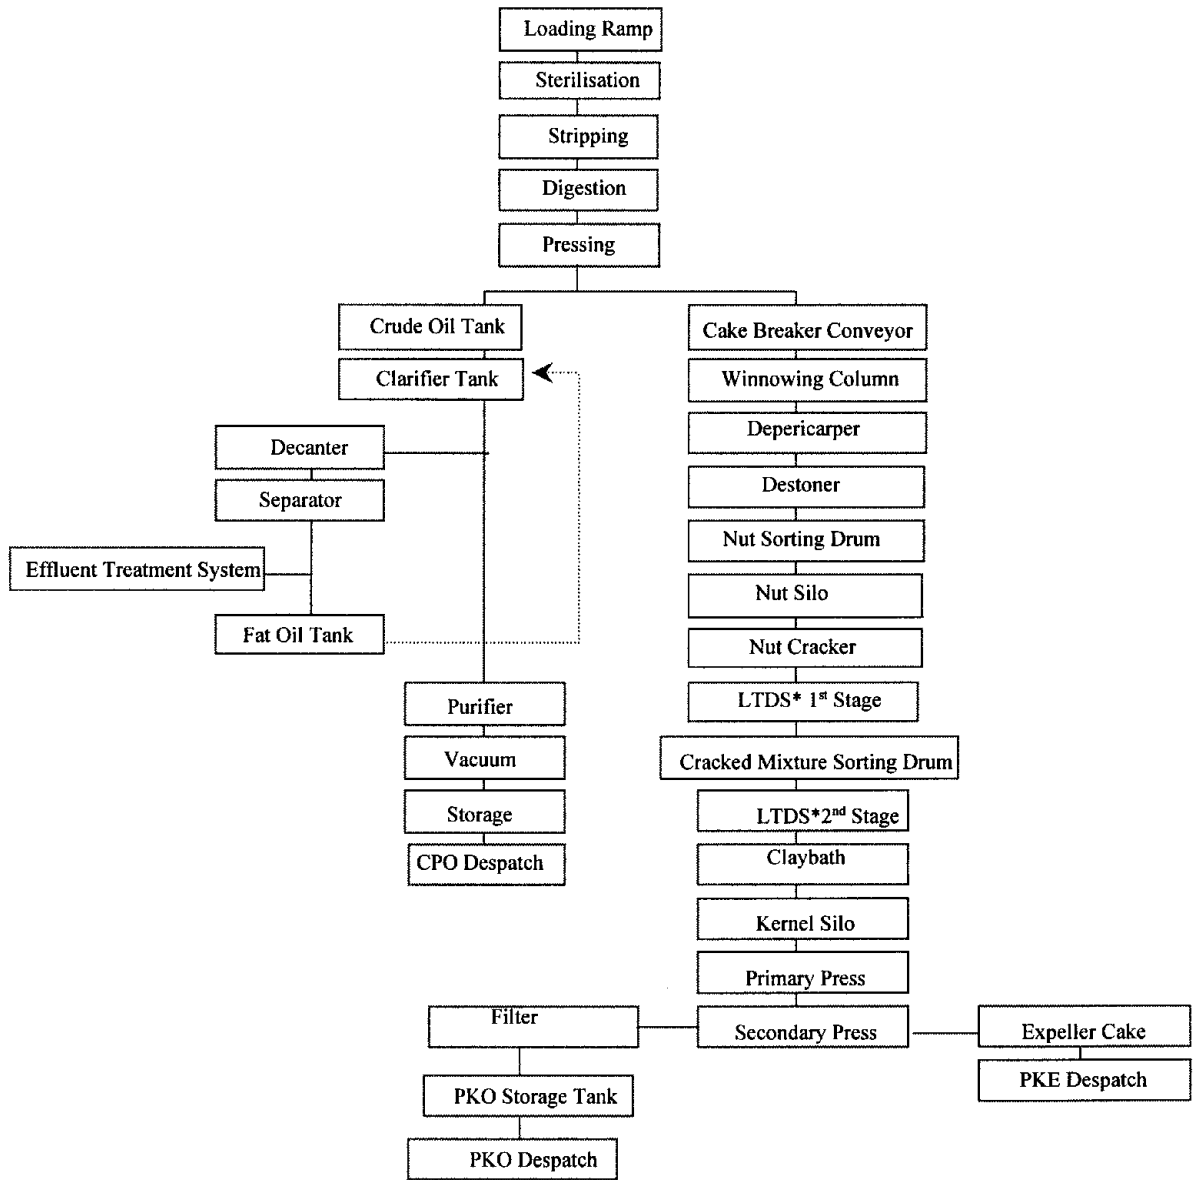 Loading Ramp
Sterilisation
Stripping
Digestion
Pressing
Crude Oil Tank
Clarifier Tank
Decanter
Separator
Effluent Treatment System
Fat Oil Tank
Purifier
Vacuum
Storage
CPO Despatch
Cake Breaker Conveyor
Winnowing Column
Depericarper
Destoner
Nut Sorting Drum
Nut Silo
Nut Cracker
LTDS* 1st Stage
Cracked Mixture Sorting Drum
LTDS*2nd Stage
Claybath
Kernel Silo
Primary Press
Secondary Press
Filter
PKO Storage Tank
PKO Despatch
Expeller Cake
PKE Despatch